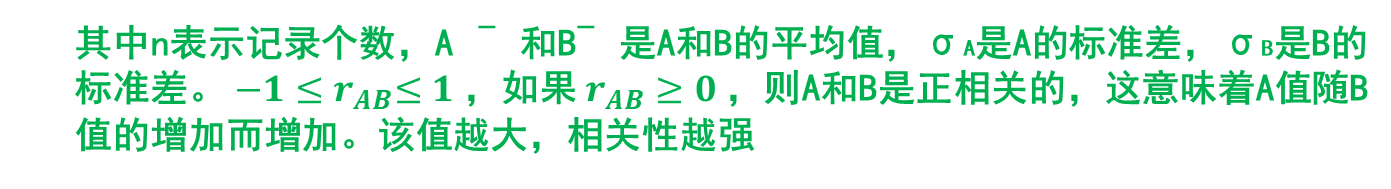 其中n表示记录个数，A ¯ 和B¯ 是A和B的平均值，σA是A的标准差，σB是B的
标准差。 −1 ≤ rAB≤ 1 ，如果 rAB ≥ 0 ，则A和B是正相关的，这意味着A值随B
值的增加而增加。该值越大，相关性越强